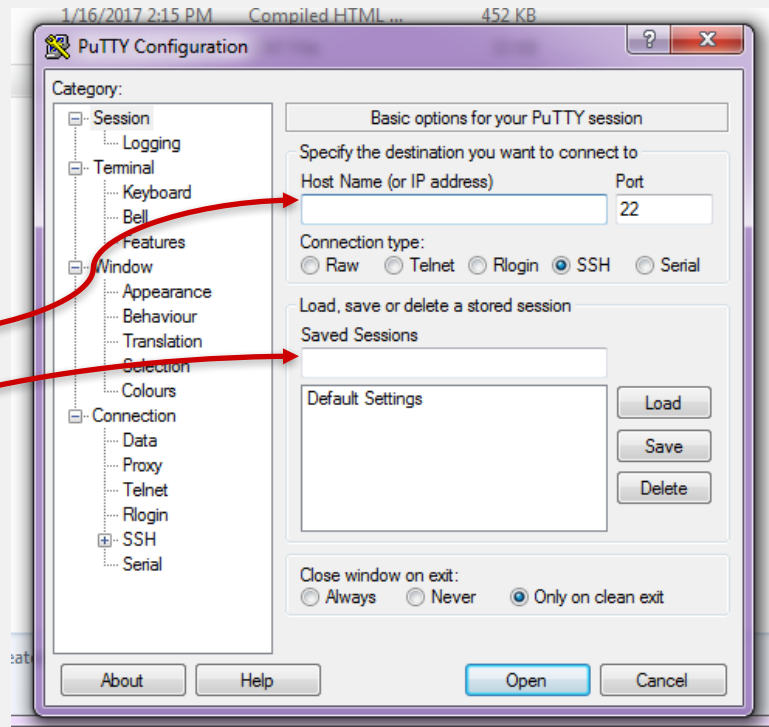 1/16/2017 2:15 PM Compiled HTML ... 452 KB
PuTTY Configuration
Category:
Session
Logging
Terminal
Keyboard
Bell
Features
Window
Appearance
Behaviour
Translation
Selection
Colours
Connection
Data
Proxy
Telnet
Rlogin
SSH
Serial
Basic options for your PuTTY session
Specify the destination you want to connect to
Host Name (or IP address) Port
22
Connection type:
Raw Telnet Rlogin SSH Serial
Load, save or delete a stored session
Saved Sessions
Default Settings
Load
Save
Delete
Close window on exit:
Always Never Only on clean exit
About Help Open Cancel